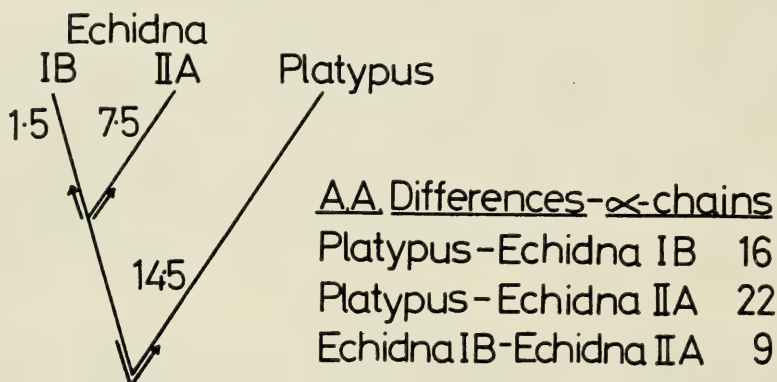 Echidna
IB IIA Platypus
1·5 7·5
14·5
A.A. Differences-α-chains
Platypus-Echidna IB 16
Platypus-Echidna IIA 22
Echidna IB-Echidna IIA 9